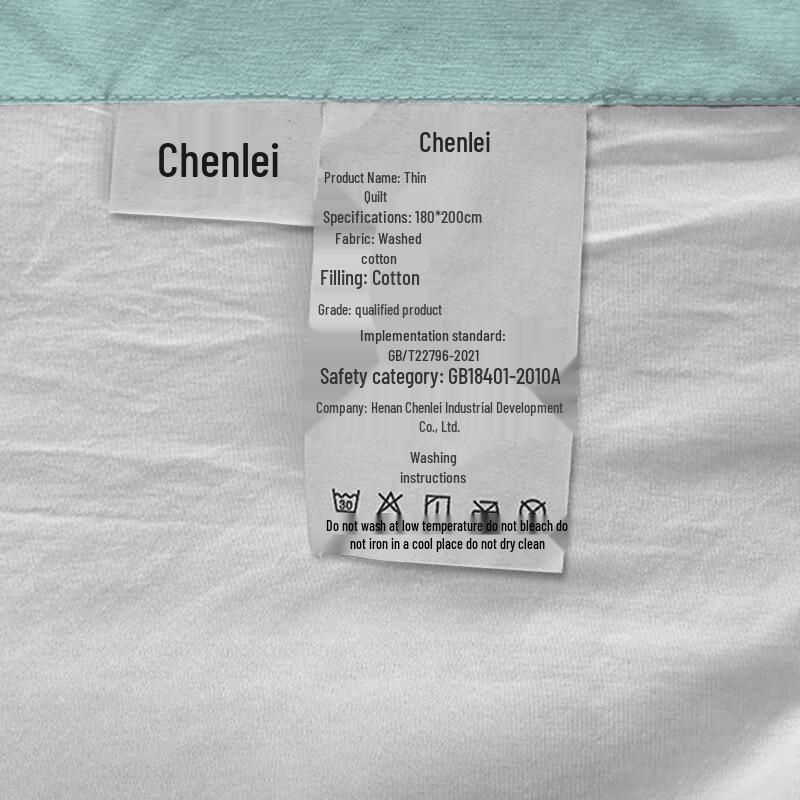 Chenlei
Chenlei
Product Name: Thin
Quilt
Specifications: 180*200cm
Fabric: Washed
cotton
Filling: Cotton
Grade: qualified product
Implementation standard:
GB/T22796-2021
Safety category: GB18401-2010A
Company: Henan Chenlei Industrial Development
Co., Ltd.
Washing
instructions
30
Do not wash at low temperature do not bleach do
not iron in a cool place do not dry clean